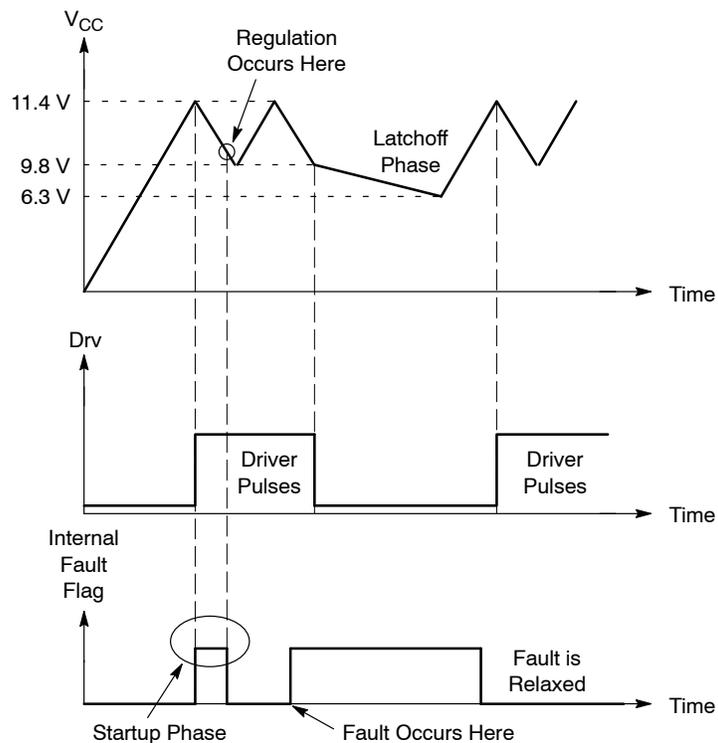 VCC
Regulation
Occurs Here
11.4 V
Latchoff
Phase
9.8 V
6.3 V
Time
Drv
Driver
Pulses
Driver
Pulses
Time
Internal
Fault
Flag
Fault is
Relaxed
Time
Startup Phase
Fault Occurs Here